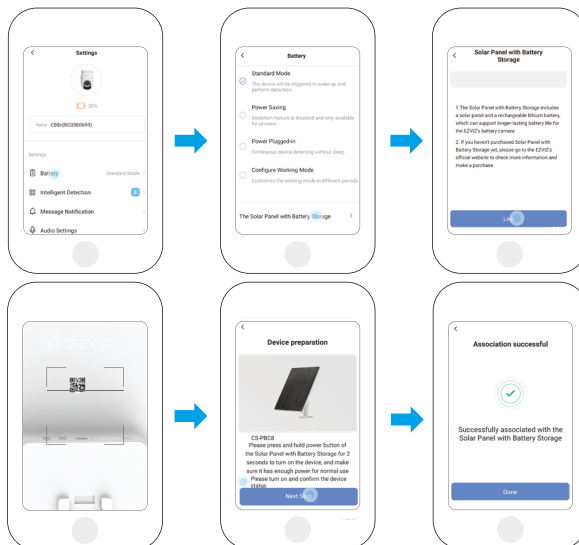 Settings
20%
Name C88c(BG3380693)
Settings
Battery Standard Mode
Intelligent Detection
Message Notification
Audio Settings
Battery
Standard Mode
The device will be triggered to wake up and
perform detection.
Power Saving
Detection feature is disabled and only available
for preview.
Power Plugged-in
Continuous device detecting without sleep.
Configure Working Mode
Customize the working mode in different periods.
The Solar Panel with Battery Storage
Solar Panel with Battery
Storage
1.The Solar Panel with Battery Storage includes
a solar panel and a rechargeable lithium battery,
which can support longer-lasting battery life for
the EZVIZ's battery camera
2. If you haven't purchased Solar Panel with
Battery Storage yet, please go to the EZVIZ's
official website to check more information and
make a purchase
EZVIZ
Device preparation
CS-PBC8
Please press and hold power button of
the Solar Panel with Battery Storage for 2
seconds to turn on the device, and make
sure it has enough power for normal use
Please turn on and confirm the device
status
Next Step
Association successful
Successfully associated with the
Solar Panel with Battery Storage
Done